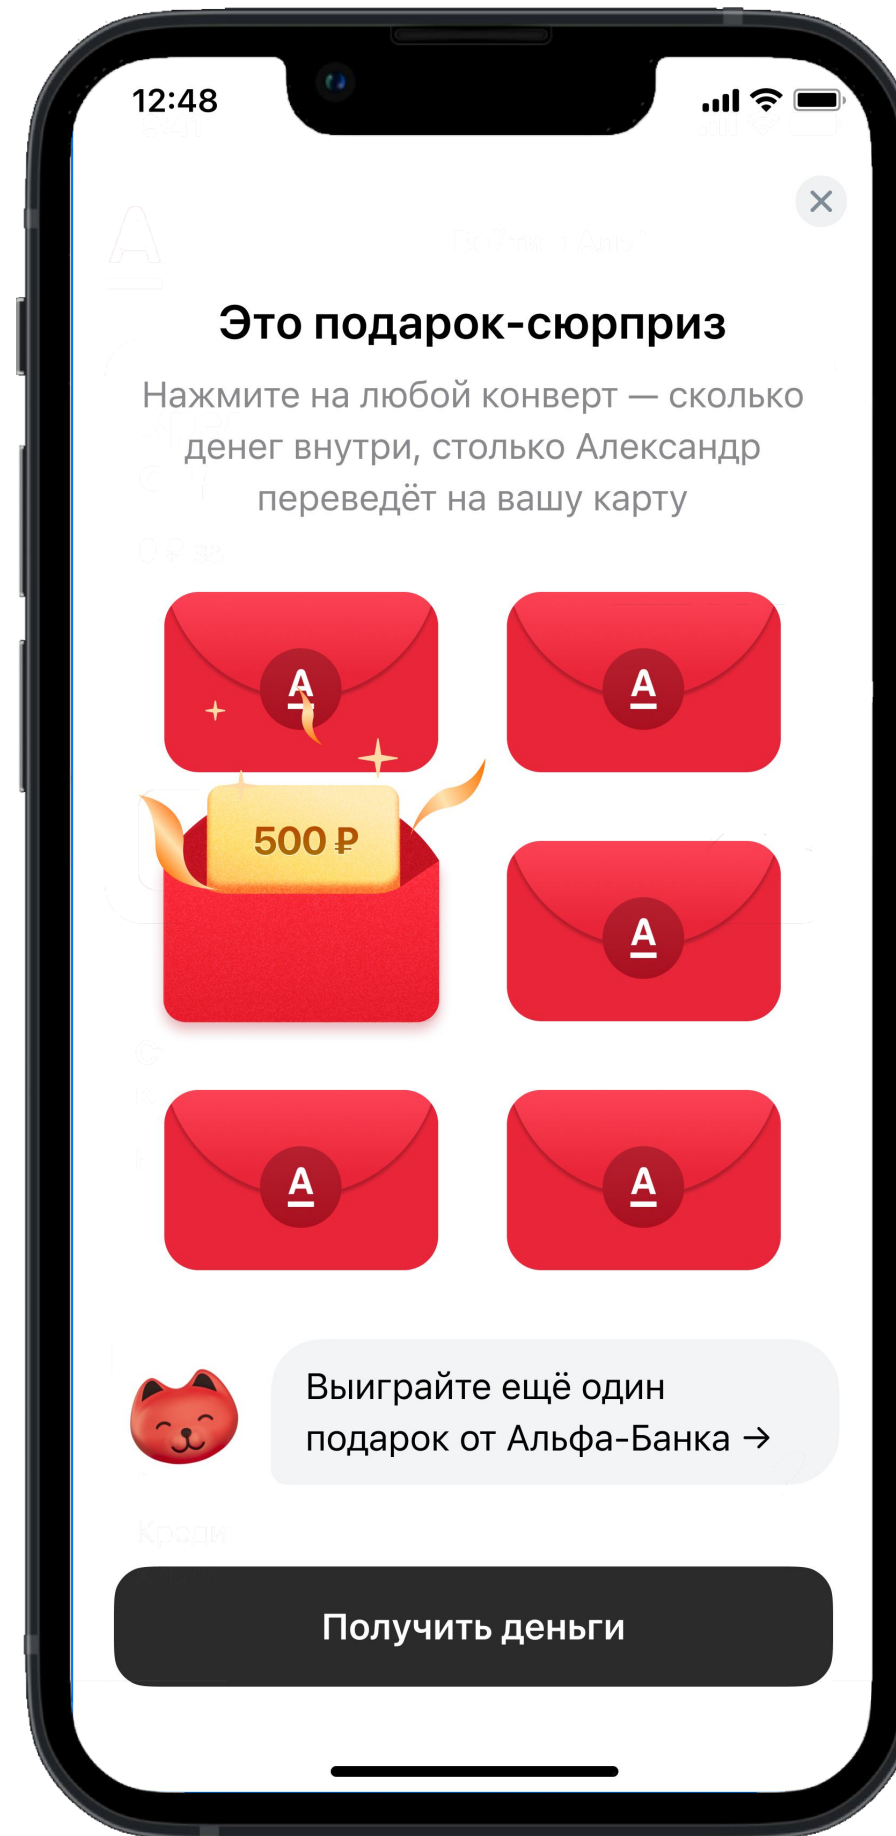 12:48
Это подарок-сюрприз
Нажмите на любой конверт — сколько
денег внутри, столько Александр
переведёт на вашу карту
А
А
500 ₽
А
А
А
Выиграйте ещё один
подарок от Альфа-Банка →
Получить деньги